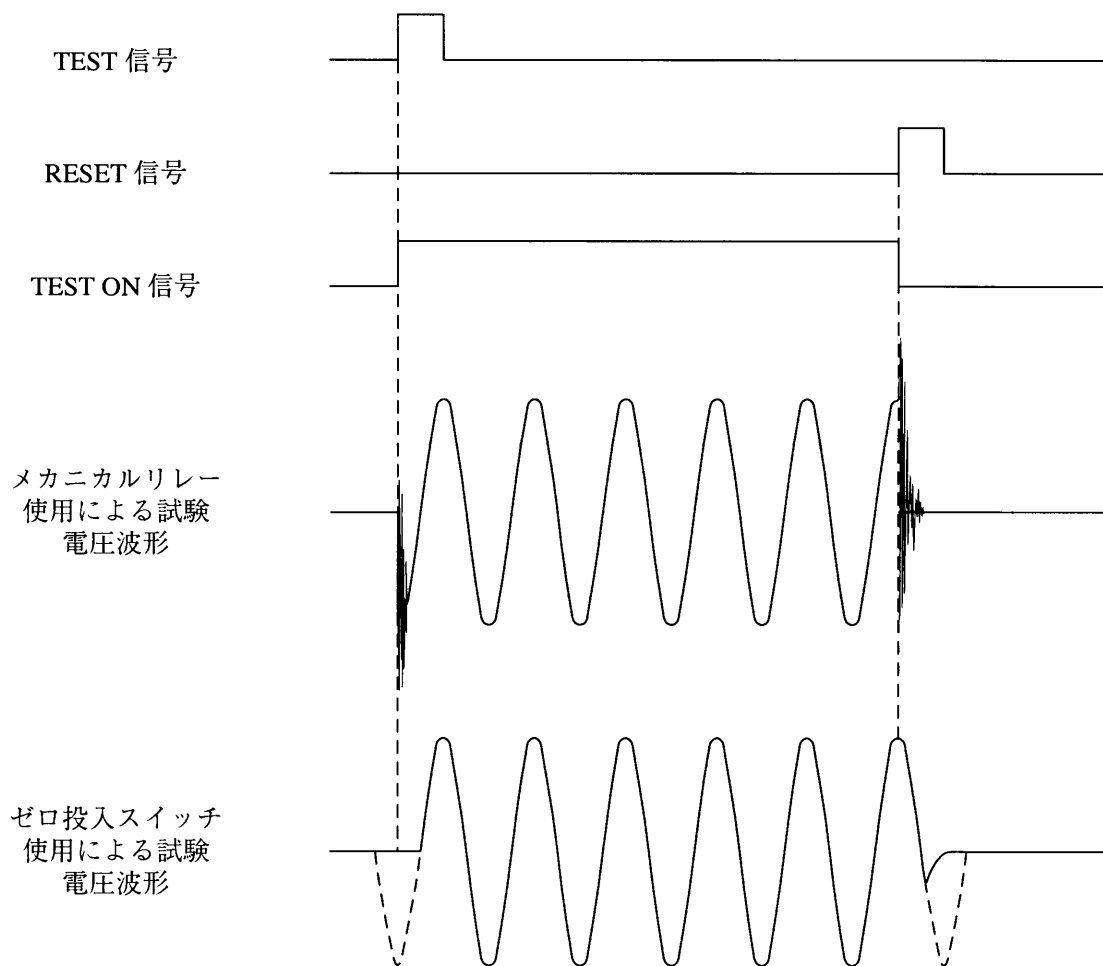 TEST 信号
RESET 信号
TEST ON 信号
メカニカルリレー
使用による試験
電圧波形
ゼロ投入スイッチ
使用による試験
電圧波形